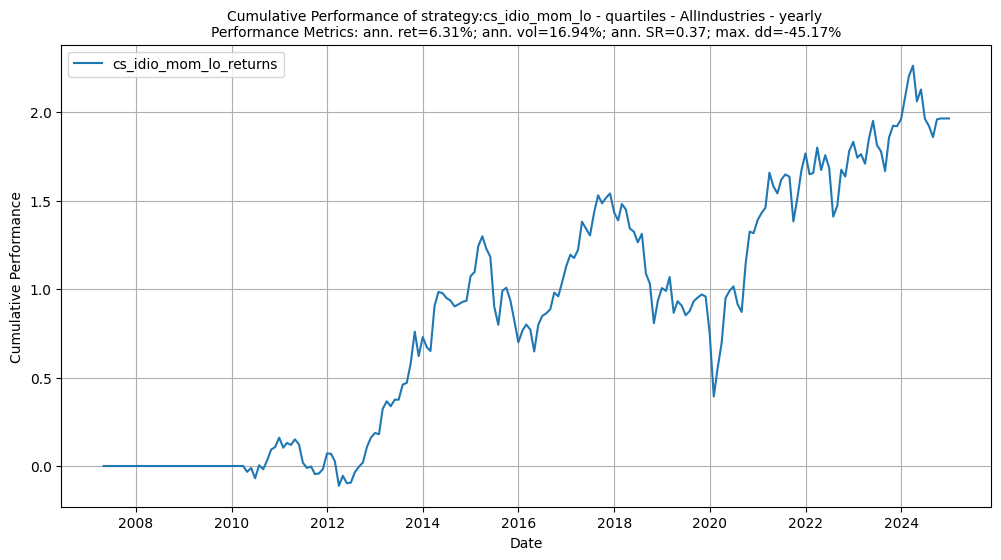 Cumulative Performance of strategy:cs_idio_mom_lo - quartiles - AllIndustries - yearly
Performance Metrics: ann. ret=6.31%; ann. vol=16.94%; ann. SR=0.37; max. dd=-45.17%
cs_idio_mom_lo_returns
Cumulative Performance
2.0
1.5
1.0
0.5
0.0
2008 2010 2012 2014 2016 2018 2020 2022 2024
Date